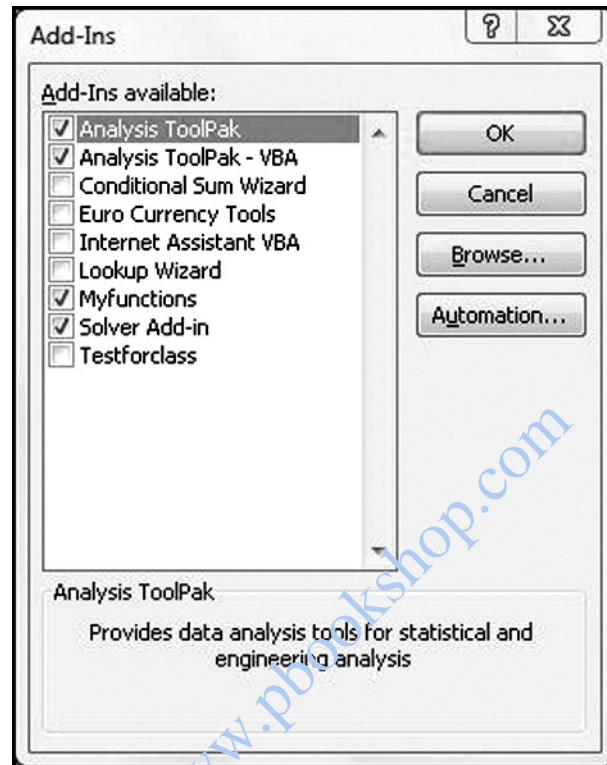 Add-Ins
Add-Ins available:
Analysis ToolPak
Analysis ToolPak - VBA
Conditional Sum Wizard
Euro Currency Tools
Internet Assistant VBA
Lookup Wizard
Myfunctions
Solver Add-in
Testforclass
OK
Cancel
Browse...
Automation...
Analysis ToolPak
Provides data analysis tools for statistical and
engineering analysis
www.pbookshop.com